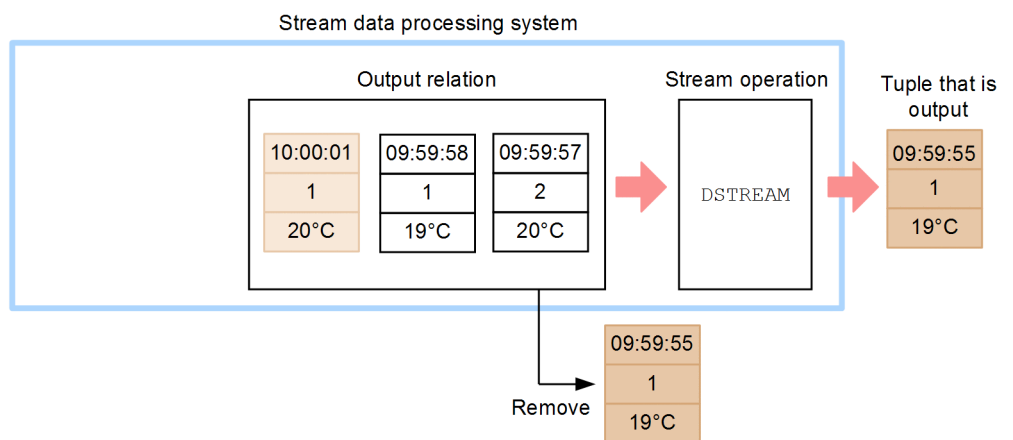 Stream data processing system
Output relation
Stream operation
Tuple that is
output
10:00:01
1
20°C
09:59:58
1
19°C
09:59:57
2
20°C
DSTREAM
09:59:55
1
19°C
Remove
09:59:55
1
19°C